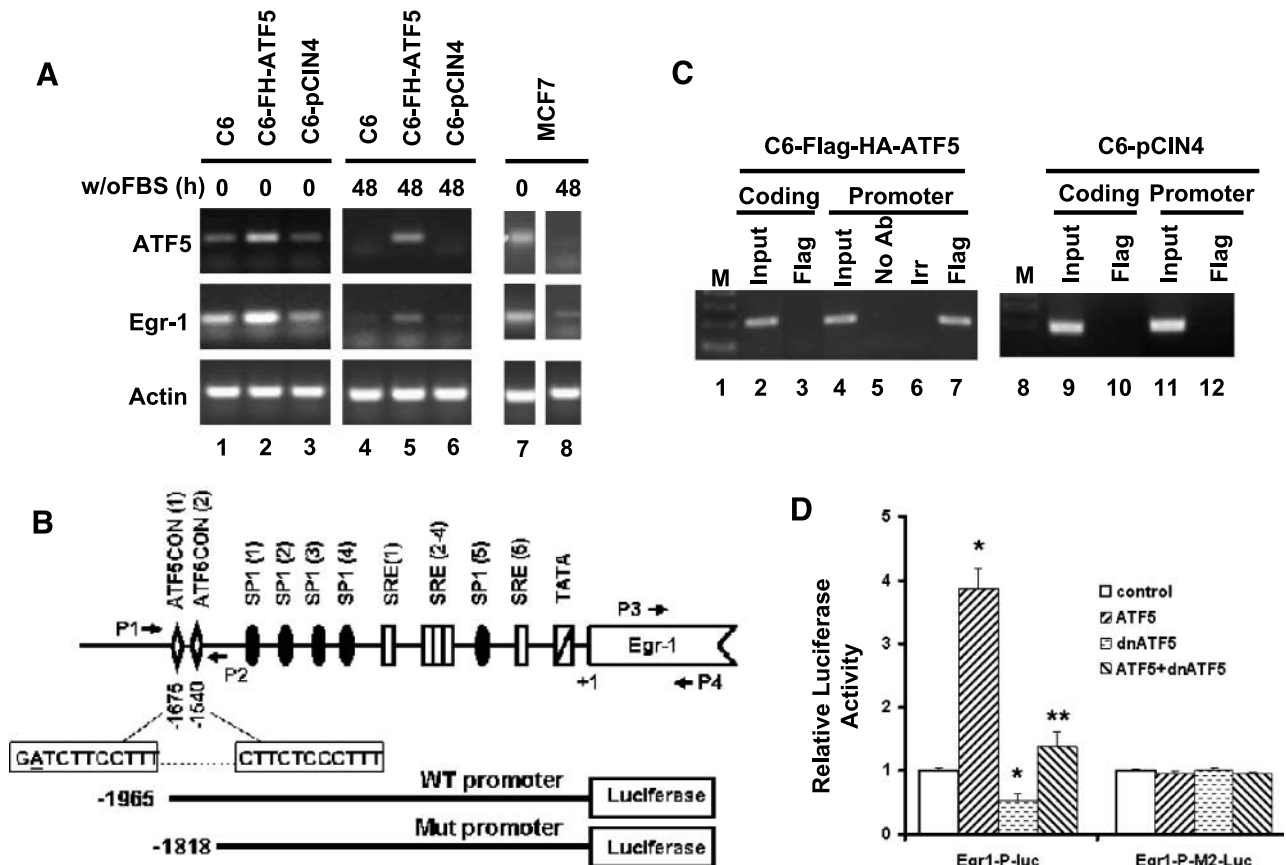 A
C6
C6-FH-ATF5
C6-pCIN4
C6
C6-FH-ATF5
C6-pCIN4
MCF7
w/oFBS (h) 0 0 0 48 48 48 0 48
ATF5
Egr-1
Actin
1 2 3 4 5 6 7 8
C
C6-Flag-HA-ATF5 C6-pCIN4
Coding Promoter Coding Promoter
M Input Flag Input No Ab Irr Flag M Input Flag Input Flag
1 2 3 4 5 6 7 8 9 10 11 12
B
ATF5CON (1)
ATF5CON (2)
SP1 (1)
SP1 (2)
SP1 (3)
SP1 (4)
SRE(1)
SRE (2-4)
SP1 (5)
SRE (6)
TATA
P1
P2
P3
Egr-1
+1
P4
-1675
-1540
GATCTTCCTTT CTTCTCCCTTT
WT promoter
-1965 Luciferase
Mut promoter
-1818 Luciferase
D
Relative Luciferase
Activity
5
4
3
2
1
0
*
*
**
control
ATF5
dnATF5
ATF5+dnATF5
Egr1-P-luc Egr1-P-M2-Luc